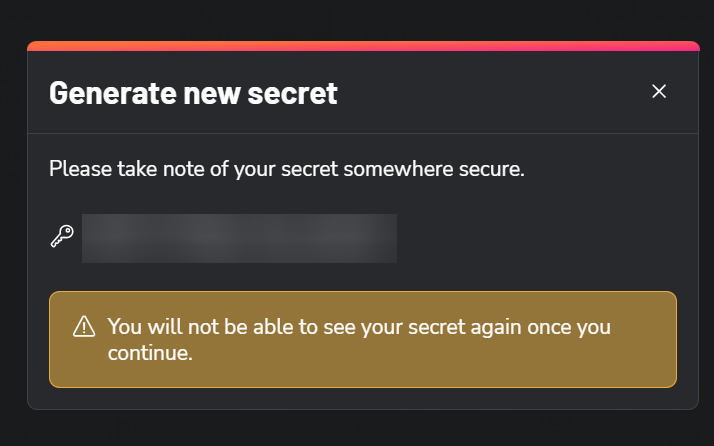 Generate new secret
Please take note of your secret somewhere secure.
You will not be able to see your secret again once you
continue.